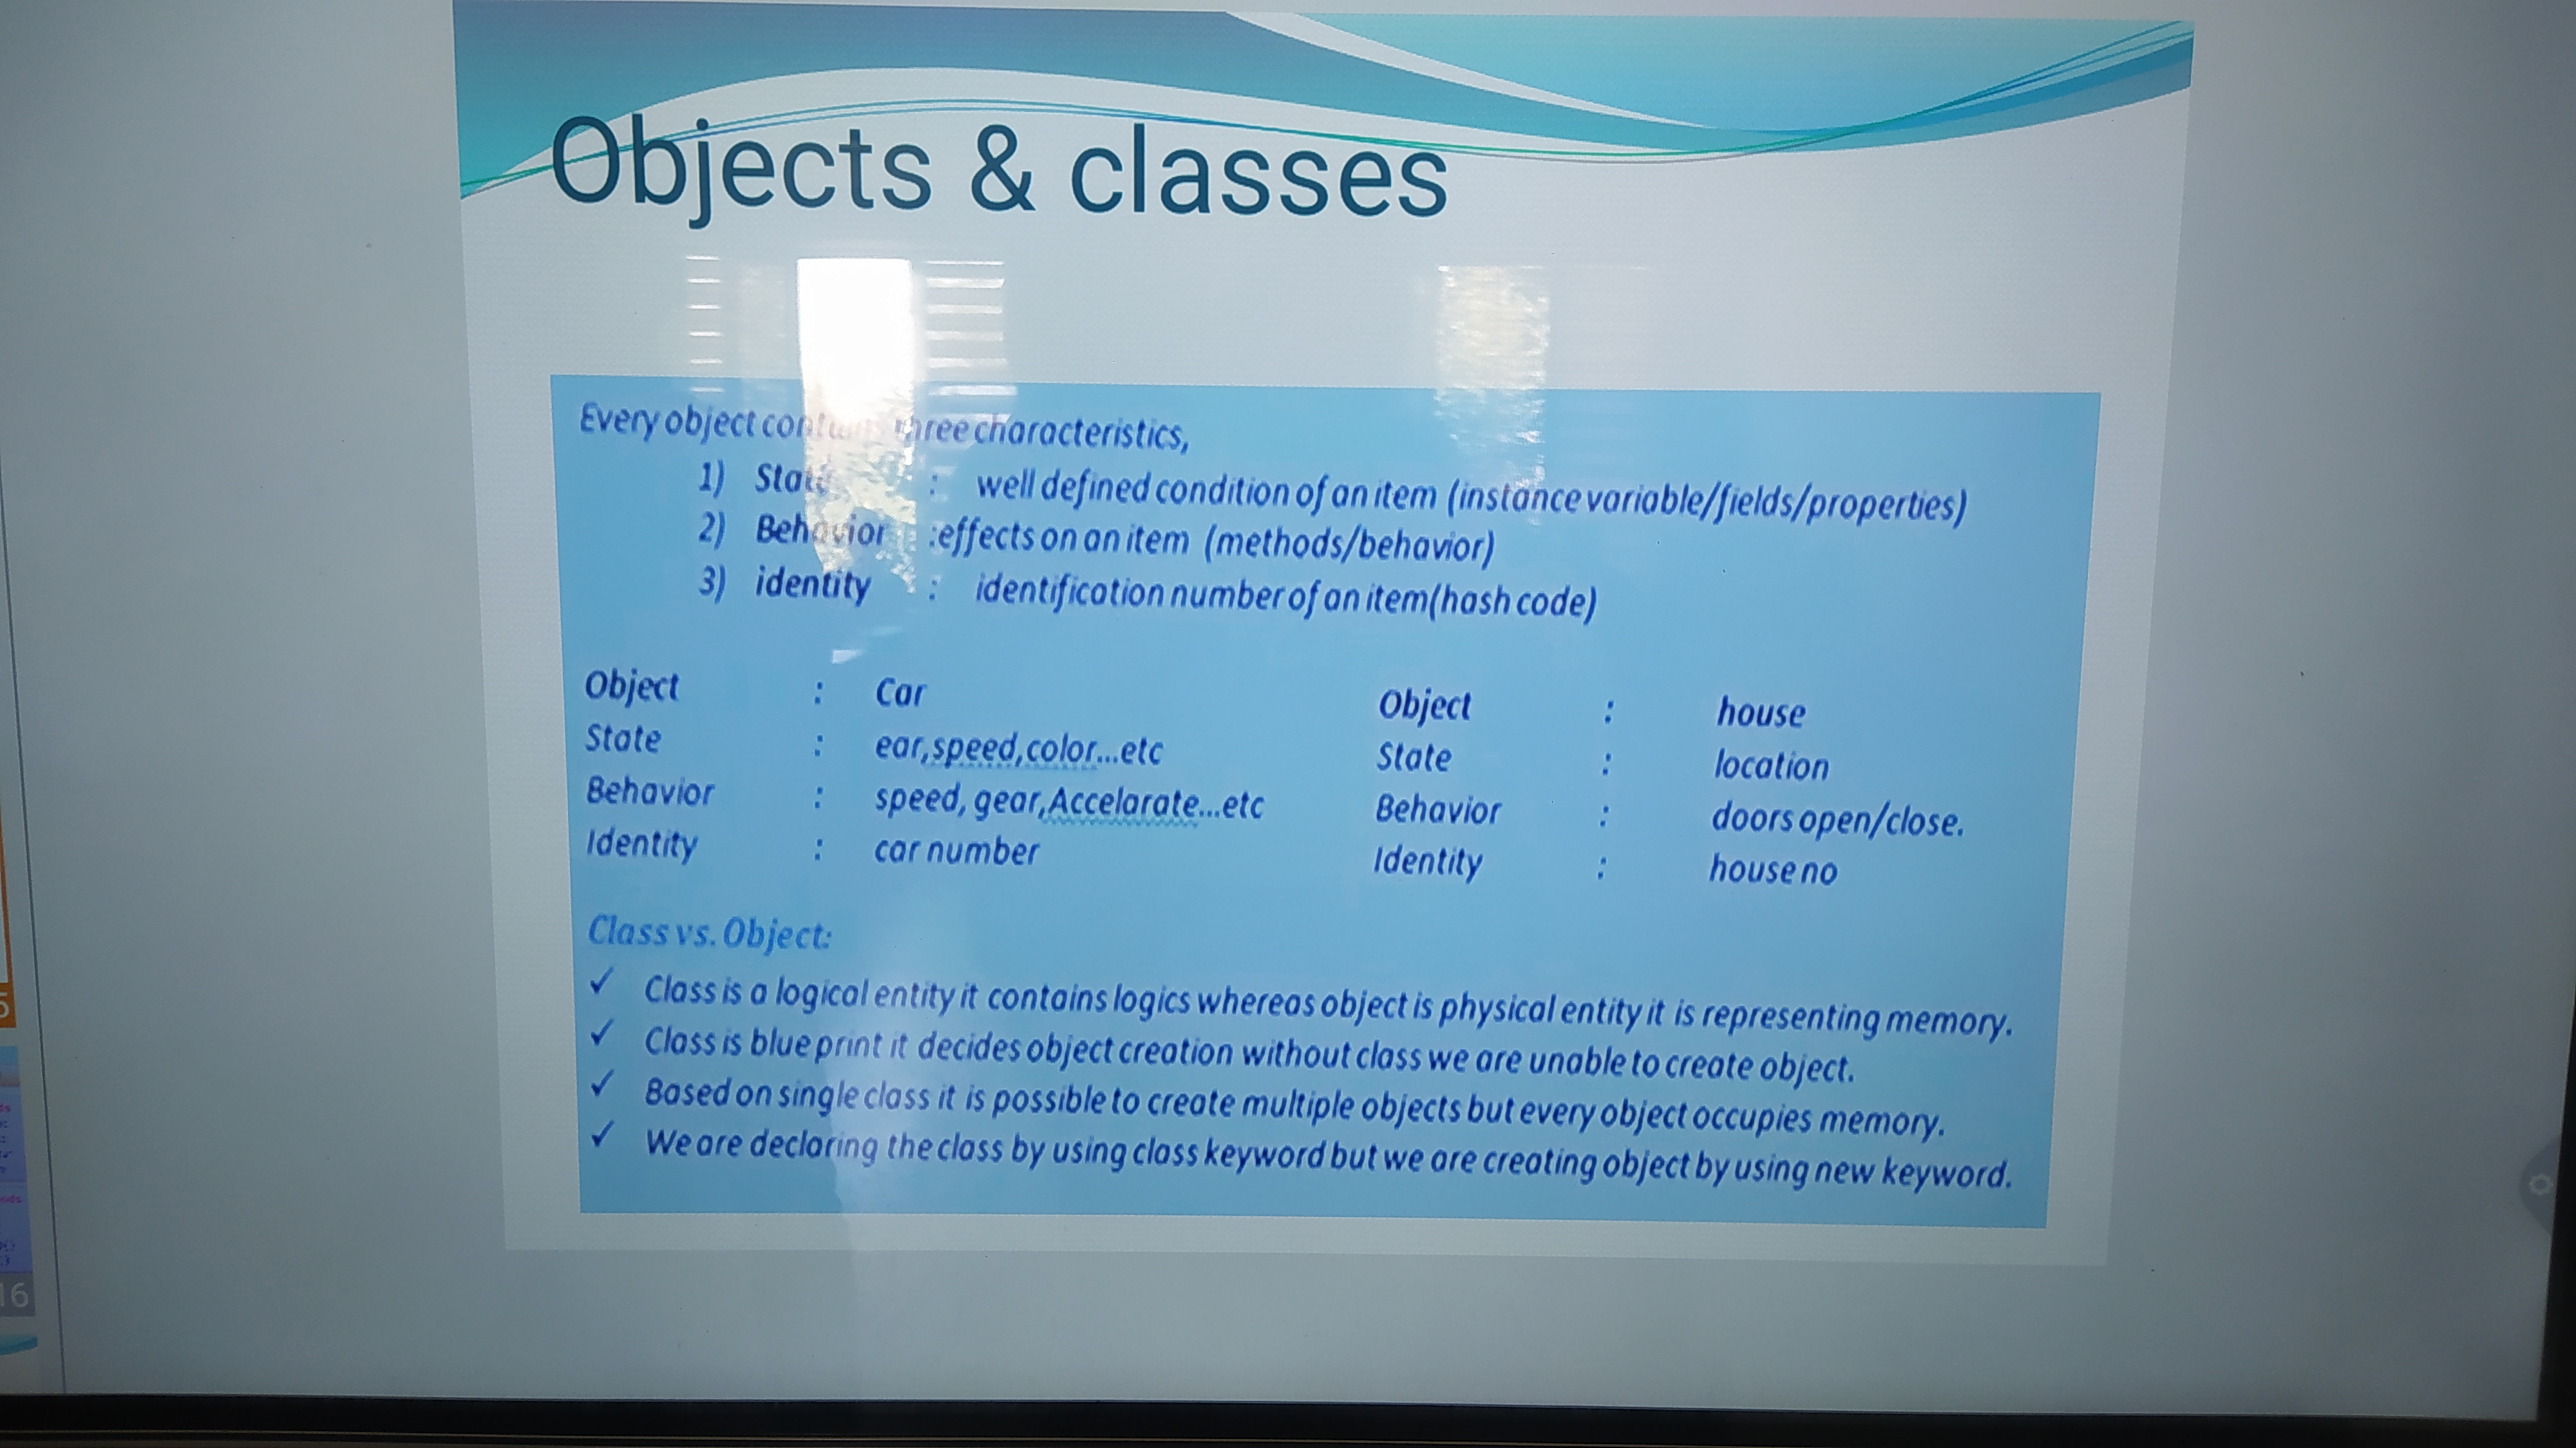 Objects & classes
Every object contains three characteristics,
1) State : well defined condition of an item (instance variable/fields/properties)
2) Behavior :effects on an item (methods/behavior)
3) identity : identification number of an item(hash code)
Object : Car
State : ear,speed,color...etc
Behavior : speed, gear,Accelarate...etc
Identity : car number
Object : house
State : location
Behavior : doors open/close.
Identity : house no
Class vs. Object:
✓ Class is a logical entity it contains logics whereas object is physical entity it is representing memory.
✓ Class is blue print it decides object creation without class we are unable to create object.
✓ Based on single class it is possible to create multiple objects but every object occupies memory.
✓ We are declaring the class by using class keyword but we are creating object by using new keyword.
5
16